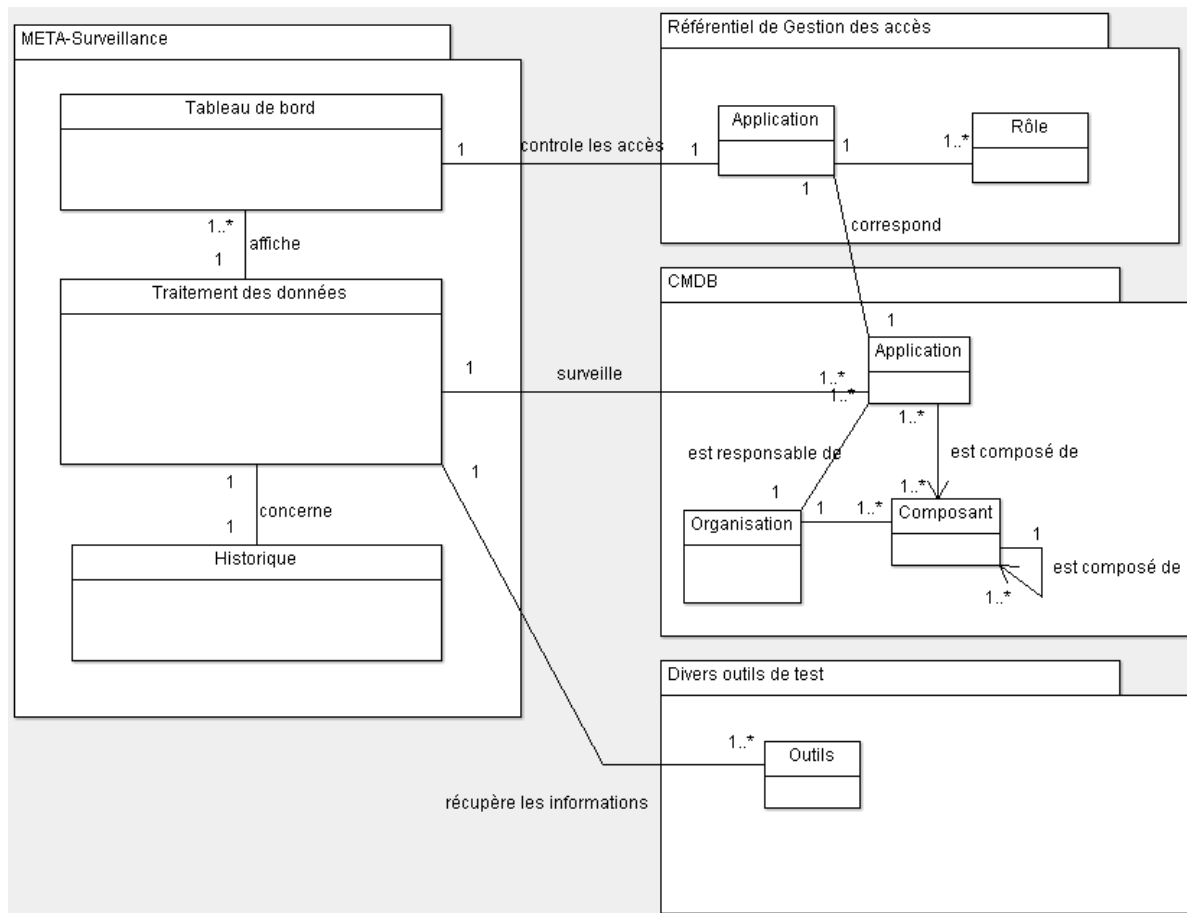 META-Surveillance
Tableau de bord
1..*
1
affiche
Traitement des données
1
1
concerne
Historique
1
controle les accès
1
1
surveille
1..*
1
récupère les informations
1..*
Référentiel de Gestion des accès
Application
1
1..*
Rôle
1
correspond
1
CMDB
Application
1..*
est responsable de
1
1..*
est composé de
1..*
Organisation
1
1..*
Composant
1
est composé de
1..*
Divers outils de test
Outils